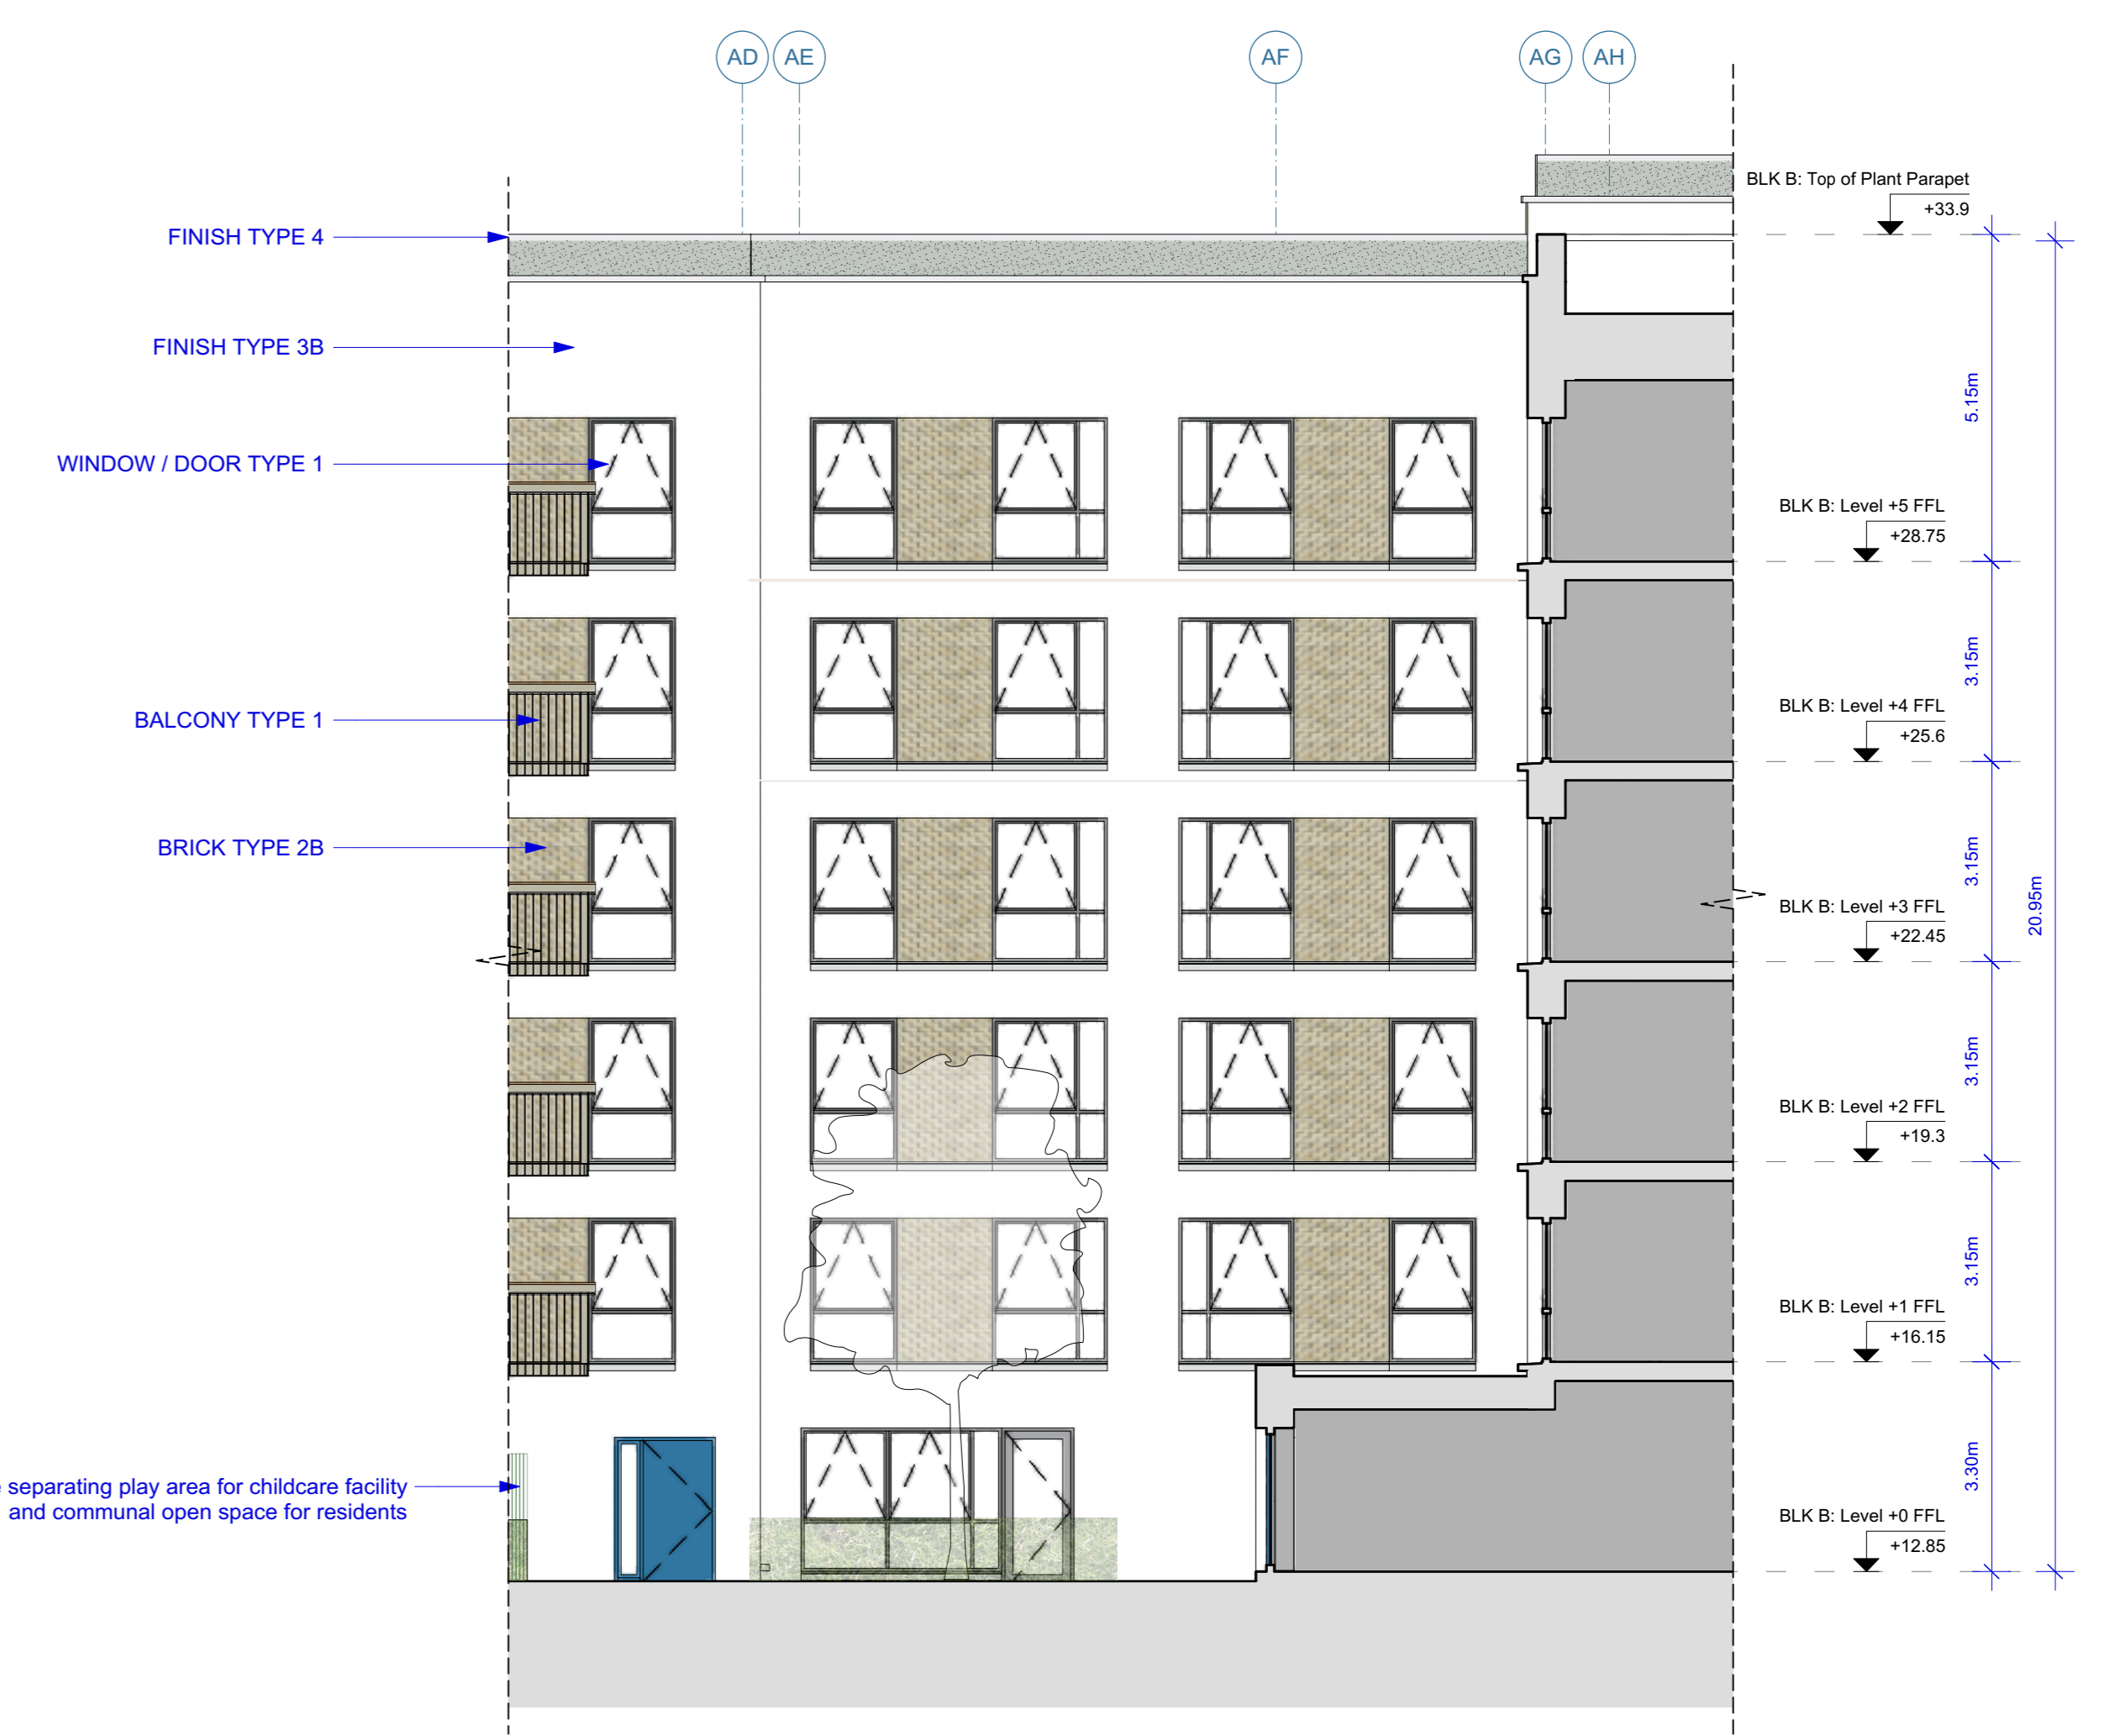 AD AE AF AG AH
BLK B: Top of Plant Parapet
+33.9
FINISH TYPE 4
FINISH TYPE 3B
5.15m
WINDOW / DOOR TYPE 1
BLK B: Level +5 FFL
+28.75
3.15m
BALCONY TYPE 1
BLK B: Level +4 FFL
+25.6
BRICK TYPE 2B
3.15m
20.95m
BLK B: Level +3 FFL
+22.45
3.15m
BLK B: Level +2 FFL
+19.3
3.15m
BLK B: Level +1 FFL
+16.15
3.30m
separating play area for childcare facility
and communal open space for residents
BLK B: Level +0 FFL
+12.85